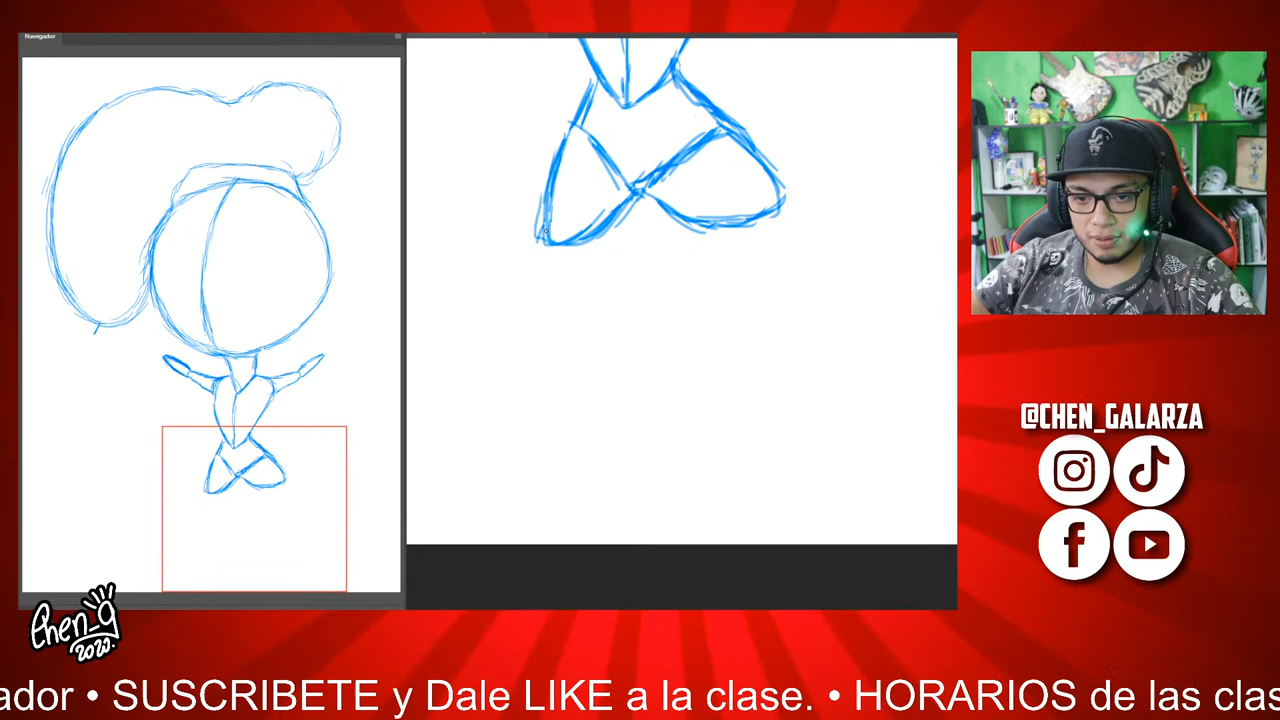 Navegador
@CHEN_GALARZA
Chen_g
2020.
ador • SUSCRIBETE y Dale LIKE a la clase. • HORARIOS de las clas